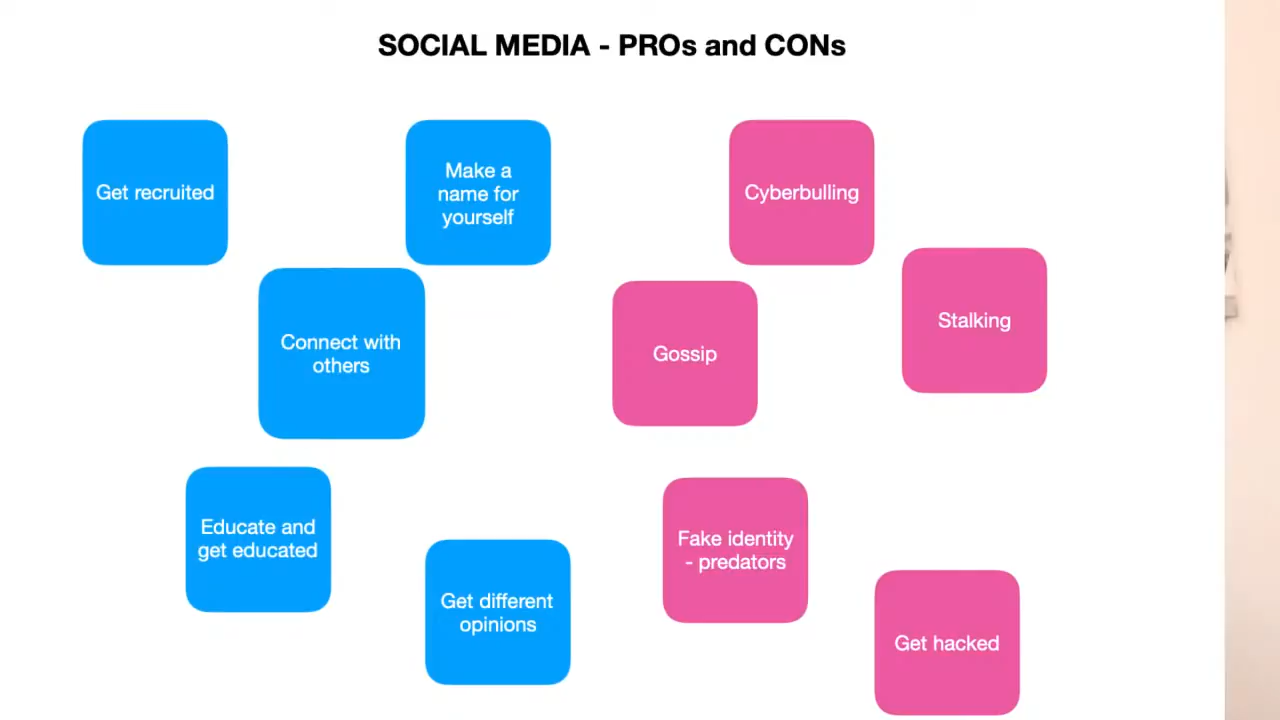 SOCIAL MEDIA - PROs and CONs
Get recruited
Make a
name for
yourself
Cyberbulling
Connect with
others
Gossip
Stalking
Educate and
get educated
Get different
opinions
Fake identity
- predators
Get hacked